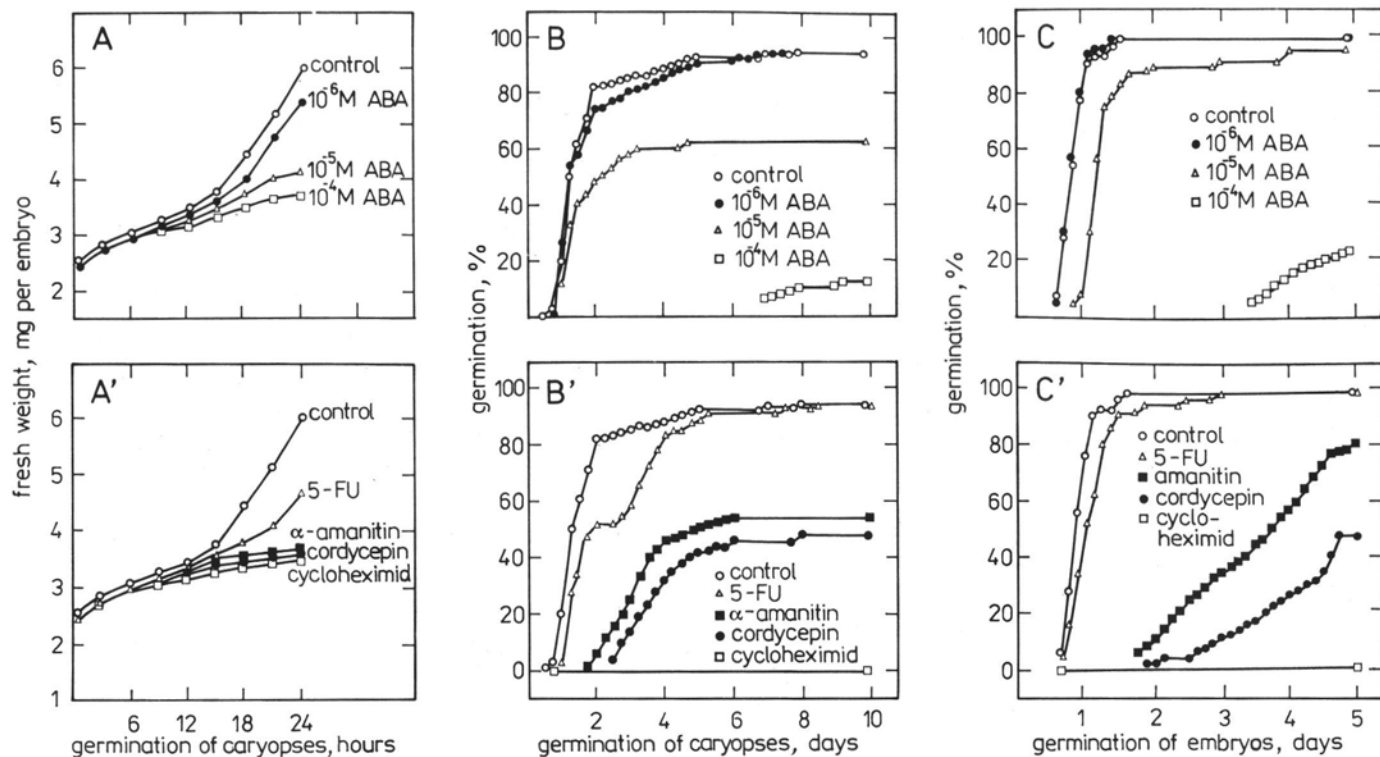 A
control
10⁻⁶M ABA
10⁻⁵M ABA
10⁻⁴M ABA
6
5
4
3
2
fresh weight, mg per embryo
A'
control
5-FU
α-amanitin
cordycepin
cycloheximid
6
5
4
3
2
1
6 12 18 24
germination of caryopses, hours
B
control
10⁻⁶M ABA
10⁻⁵M ABA
10⁻⁴M ABA
100
80
60
40
20
germination, %
B'
control
5-FU
α-amanitin
cordycepin
cycloheximid
100
80
60
40
20
0
2 4 6 8 10
germination of caryopses, days
C
control
10⁻⁶M ABA
10⁻⁵M ABA
10⁻⁴M ABA
100
80
60
40
20
germination, %
C'
control
5-FU
amanitin
cordycepin
cyclo-
heximid
100
80
60
40
20
0
1 2 3 4 5
germination of embryos, days